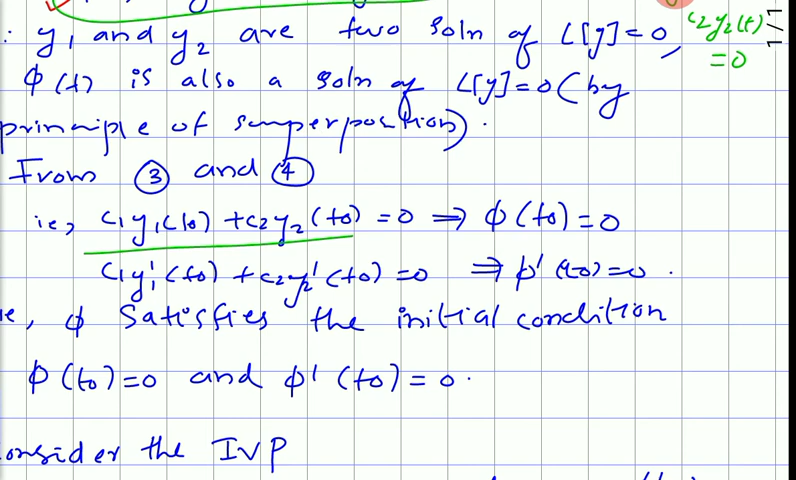 ∴ y₁ and y₂ are two soln of L[y]=0,
c₂y₂(t)
=0
ϕ(t) is also a soln of L[y]=0 (by
principle of superposition).
From ③ and ④
ie, c₁y₁(t₀) + c₂y₂(t₀) = 0 ⇒ ϕ(t₀) = 0
c₁y₁'(t₀) + c₂y₂'(t₀) = 0 ⇒ ϕ'(t₀) = 0.
ie, ϕ Satisfies the initial condition
ϕ(t₀) = 0 and ϕ'(t₀) = 0.
onsider the IVP